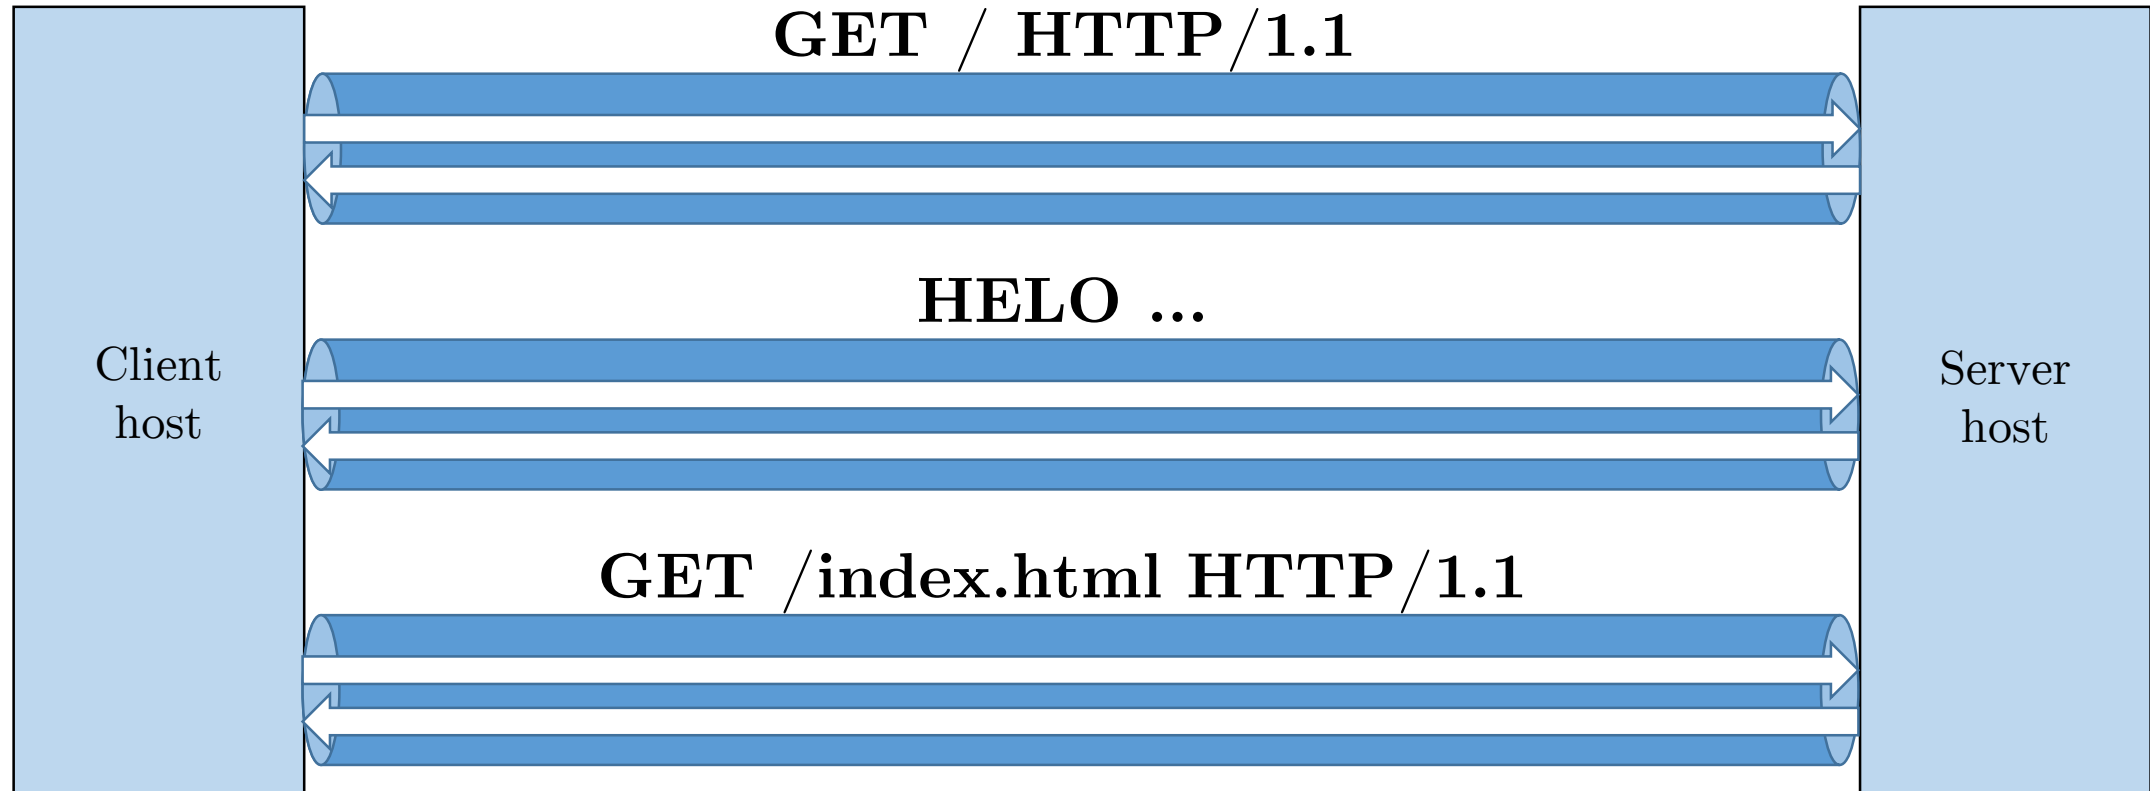 GET / HTTP/1.1
HELO ...
Client
host
Server
host
GET /index.html HTTP/1.1